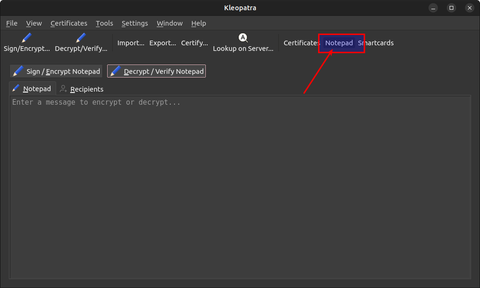 Kleopatra
File View Certificates Tools Settings Window Help
Sign/Encrypt... Decrypt/Verify... Import... Export... Certify... Lookup on Server... Certificates Notepad Smartcards
Sign / Encrypt Notepad Decrypt / Verify Notepad
Notepad Recipients
Enter a message to encrypt or decrypt...